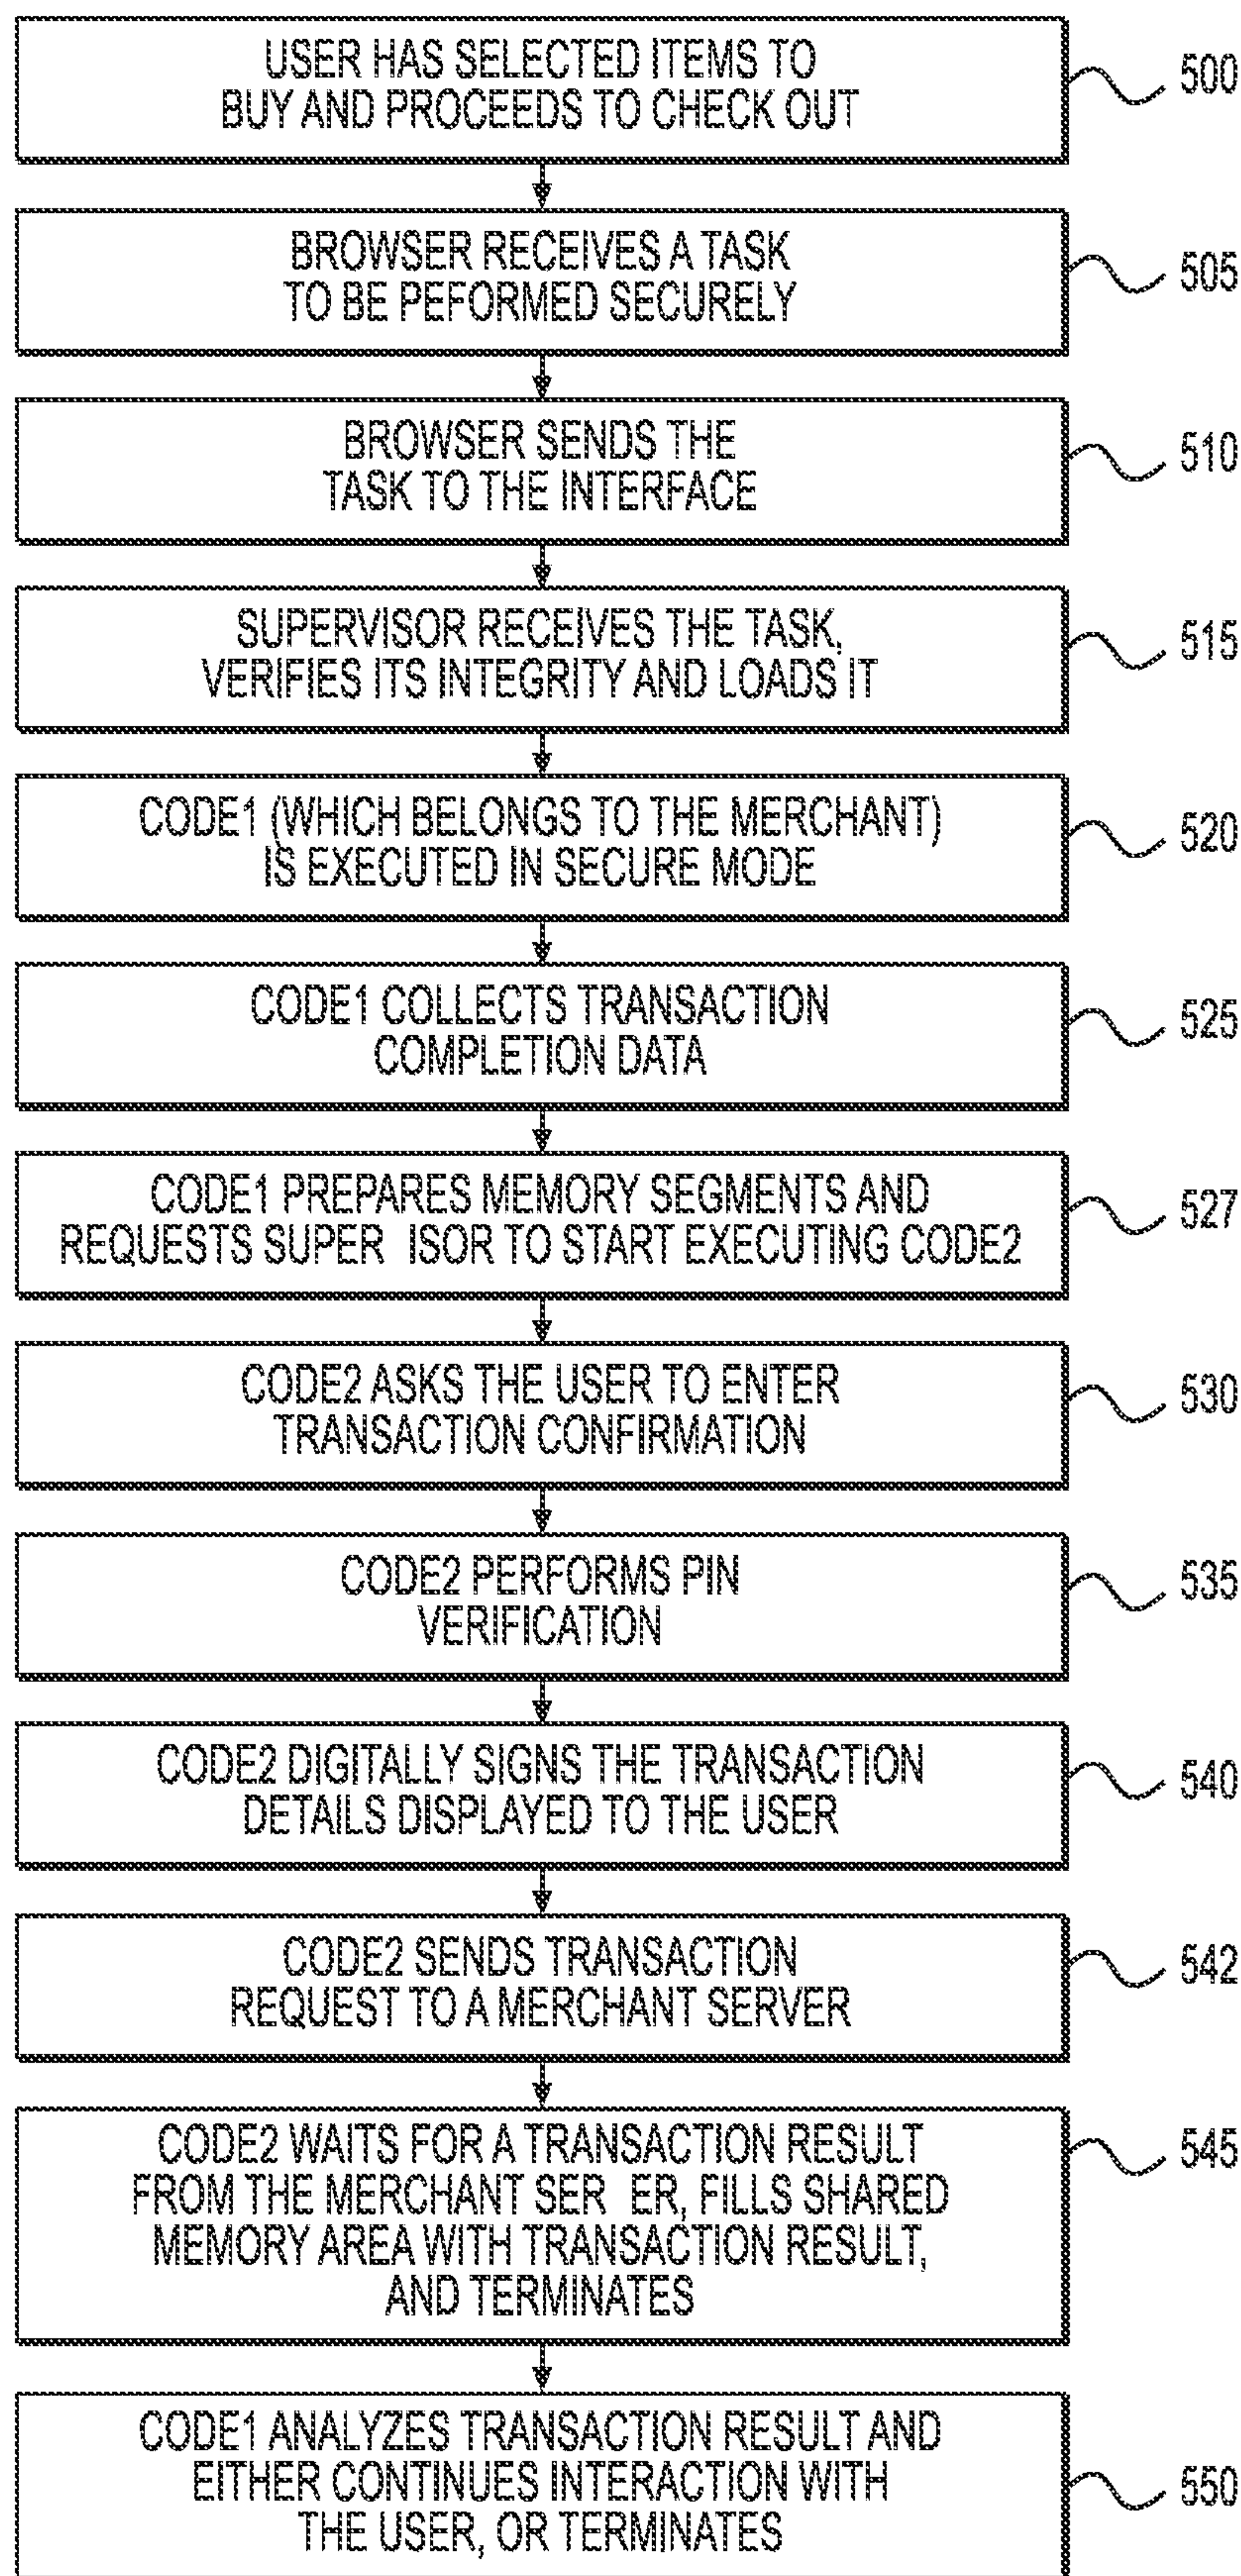 USER HAS SELECTED ITEMS TO
BUY AND PROCEEDS TO CHECK OUT
500
BROWSER RECEIVES A TASK
TO BE PEFORMED SECURELY
505
BROWSER SENDS THE
TASK TO THE INTERFACE
510
SUPERVISOR RECEIVES THE TASK,
VERIFIES ITS INTEGRITY AND LOADS IT
515
CODE1 (WHICH BELONGS TO THE MERCHANT)
IS EXECUTED IN SECURE MODE
520
CODE1 COLLECTS TRANSACTION
COMPLETION DATA
525
CODE1 PREPARES MEMORY SEGMENTS AND
REQUESTS SUPER ISOR TO START EXECUTING CODE2
527
CODE2 ASKS THE USER TO ENTER
TRANSACTION CONFIRMATION
530
CODE2 PERFORMS PIN
VERIFICATION
535
CODE2 DIGITALLY SIGNS THE TRANSACTION
DETAILS DISPLAYED TO THE USER
540
CODE2 SENDS TRANSACTION
REQUEST TO A MERCHANT SERVER
542
CODE2 WAITS FOR A TRANSACTION RESULT
FROM THE MERCHANT SER ER, FILLS SHARED
MEMORY AREA WITH TRANSACTION RESULT,
AND TERMINATES
545
CODE1 ANALYZES TRANSACTION RESULT AND
EITHER CONTINUES INTERACTION WITH
THE USER, OR TERMINATES
550